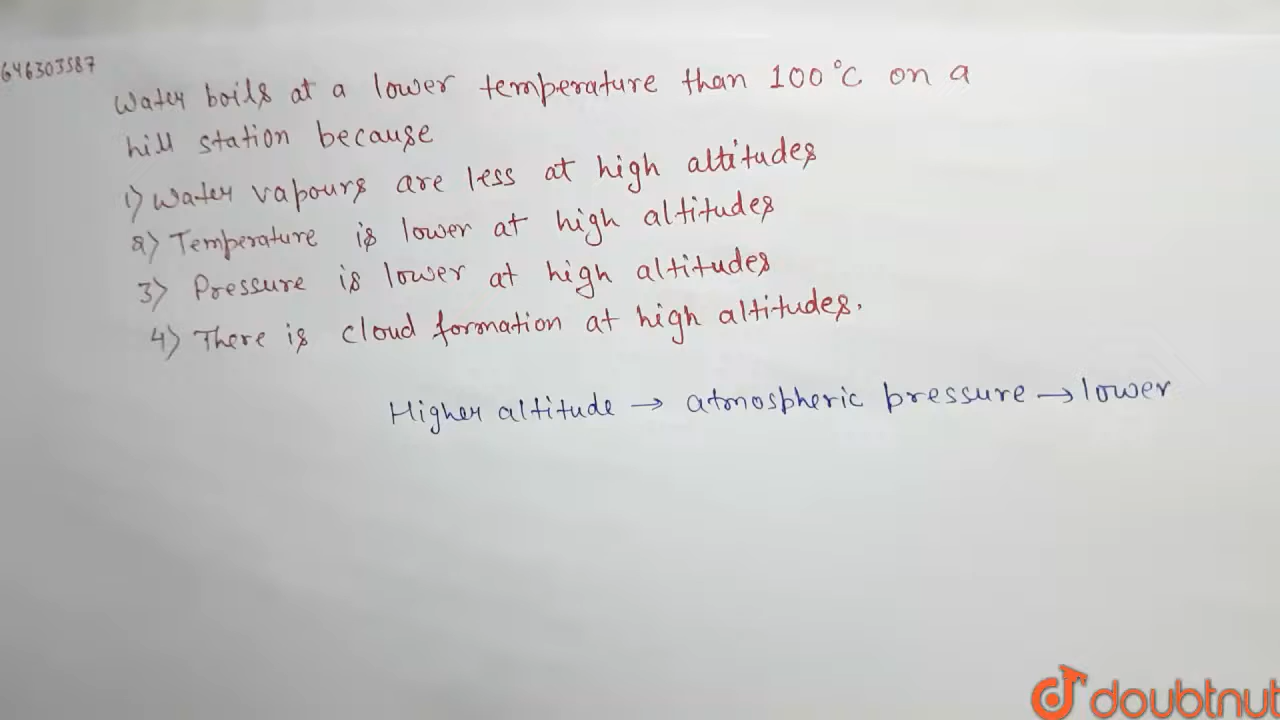 646303587
Water boils at a lower temperature than 100°C on a
hill station because
1) Water vapours are less at high altitudes
2) Temperature is lower at high altitudes
3) Pressure is lower at high altitudes
4) There is cloud formation at high altitudes.
Higher altitude → atmospheric pressure → lower
doubtnut